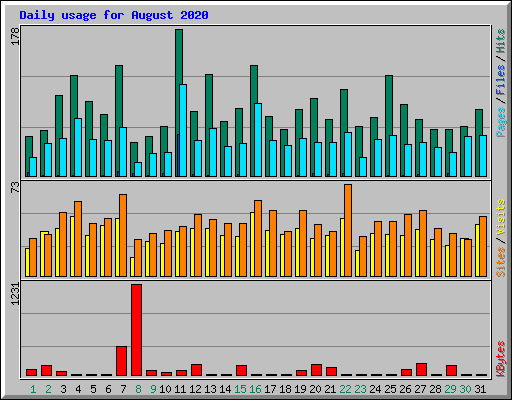 Daily usage for August 2020
178
Pages / Files / Hits
73
Sites / Visits
1231
KBytes
1 2 3 4 5 6 7 8 9 10 11 12 13 14 15 16 17 18 19 20 21 22 23 24 25 26 27 28 29 30 31